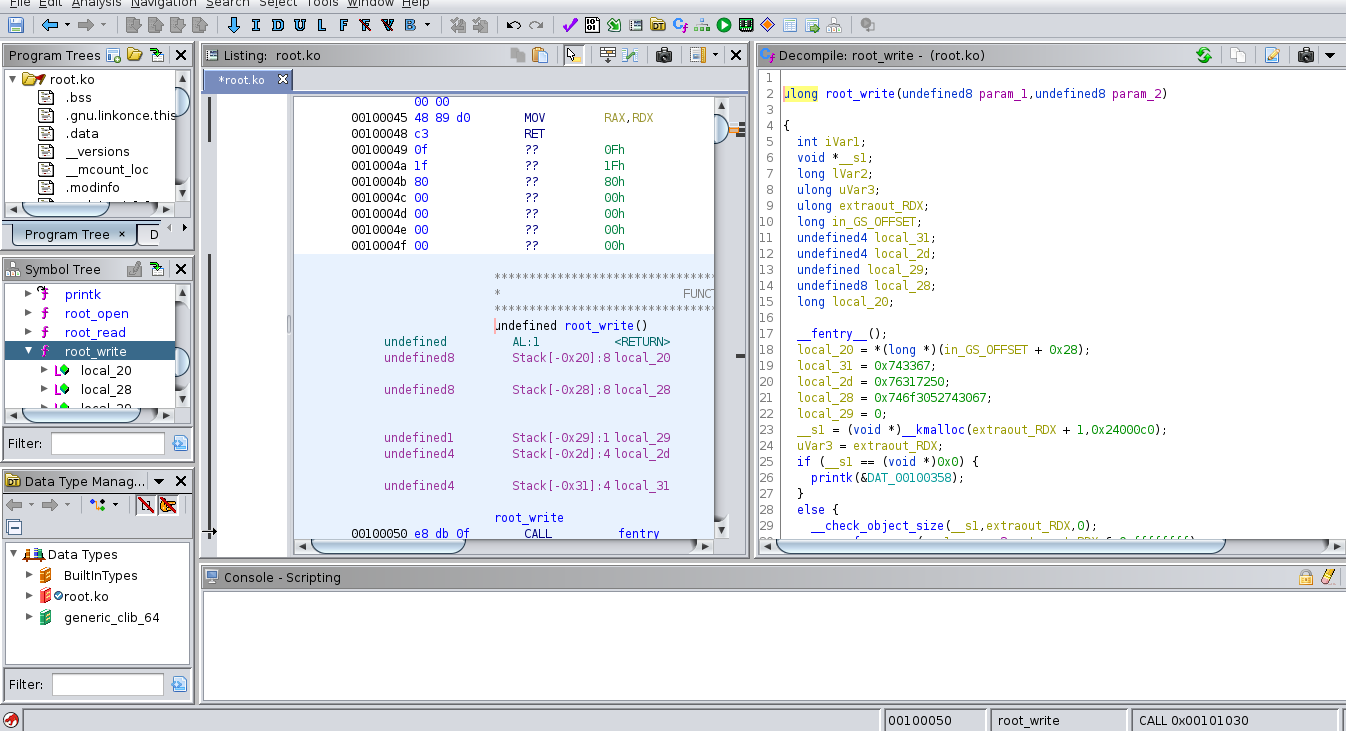 File Edit Analysis Navigation Search Select Tools Window Help
I D U L F R V B
Program Trees
root.ko
.bss
.gnu.linkonce.this
.data
__versions
__mcount_loc
.modinfo
Program Tree × D
Symbol Tree
printk
root_open
root_read
root_write
local_20
local_28
local_29
Filter:
Data Type Manag...
Data Types
BuiltInTypes
root.ko
generic_clib_64
Filter:
Listing: root.ko
*root.ko
00 00
00100045 48 89 d0 MOV RAX,RDX
00100048 c3 RET
00100049 0f ?? 0Fh
0010004a 1f ?? 1Fh
0010004b 80 ?? 80h
0010004c 00 ?? 00h
0010004d 00 ?? 00h
0010004e 00 ?? 00h
0010004f 00 ?? 00h
*******************************
* FUNCT
*******************************
undefined root_write()
undefined AL:1 <RETURN>
undefined8 Stack[-0x20]:8 local_20
undefined8 Stack[-0x28]:8 local_28
undefined1 Stack[-0x29]:1 local_29
undefined4 Stack[-0x2d]:4 local_2d
undefined4 Stack[-0x31]:4 local_31
root_write
00100050 e8 db 0f CALL fentry
Decompile: root_write - (root.ko)
1
2 ulong root_write(undefined8 param_1,undefined8 param_2)
3
4 {
5 int iVar1;
6 void *__s1;
7 long lVar2;
8 ulong uVar3;
9 ulong extraout_RDX;
10 long in_GS_OFFSET;
11 undefined4 local_31;
12 undefined4 local_2d;
13 undefined local_29;
14 undefined8 local_28;
15 long local_20;
16
17 __fentry__();
18 local_20 = *(long *)(in_GS_OFFSET + 0x28);
19 local_31 = 0x743367;
20 local_2d = 0x76317250;
21 local_28 = 0x746f3052743067;
22 local_29 = 0;
23 __s1 = (void *)__kmalloc(extraout_RDX + 1,0x24000c0);
24 uVar3 = extraout_RDX;
25 if (__s1 == (void *)0x0) {
26 printk(&DAT_00100358);
27 }
28 else {
29 __check_object_size(__s1,extraout_RDX,0);
Console - Scripting
00100050
root_write
CALL 0x00101030